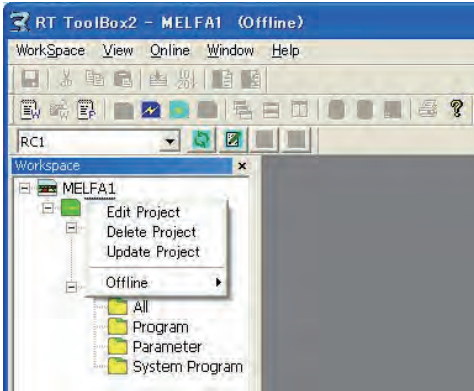 RT ToolBox2 - MELFA1 (Offline)
WorkSpace View Online Window Help
RC1
Workspace
MELFA1
Edit Project
Delete Project
Update Project
Offline
All
Program
Parameter
System Program